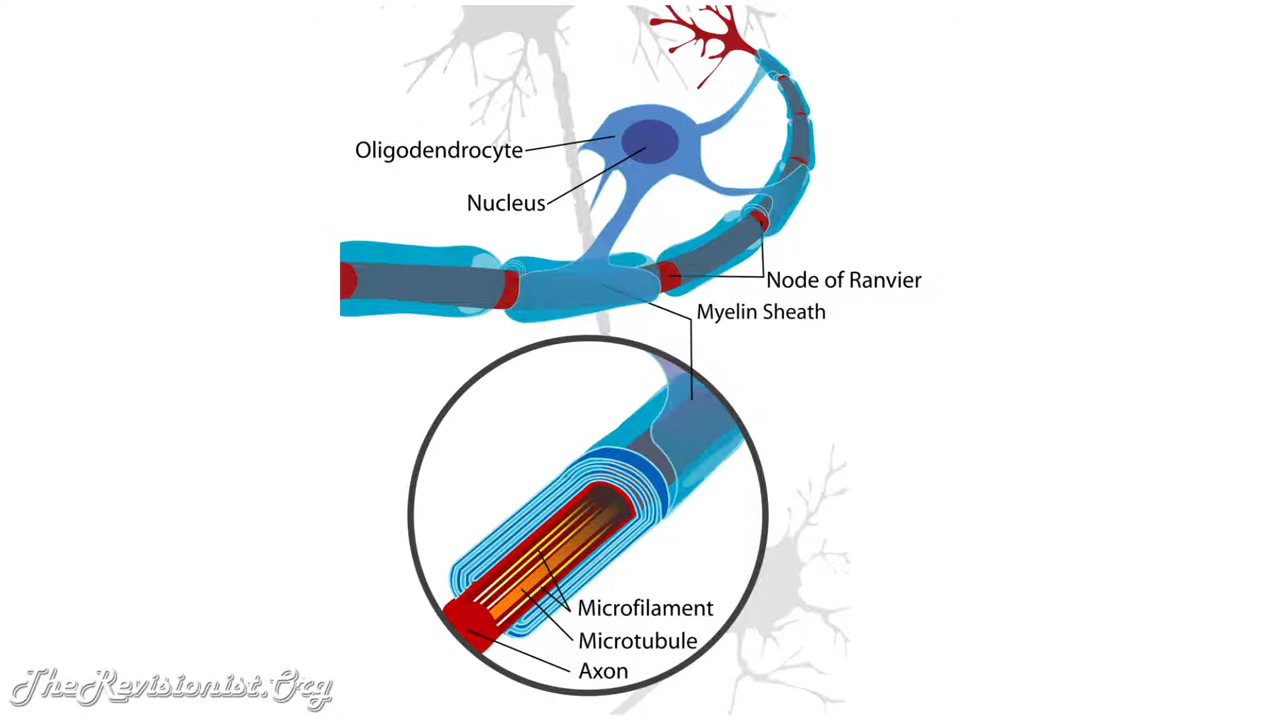 Oligodendrocyte
Nucleus
Node of Ranvier
Myelin Sheath
Microfilament
Microtubule
Axon
TheRevisionist.Org